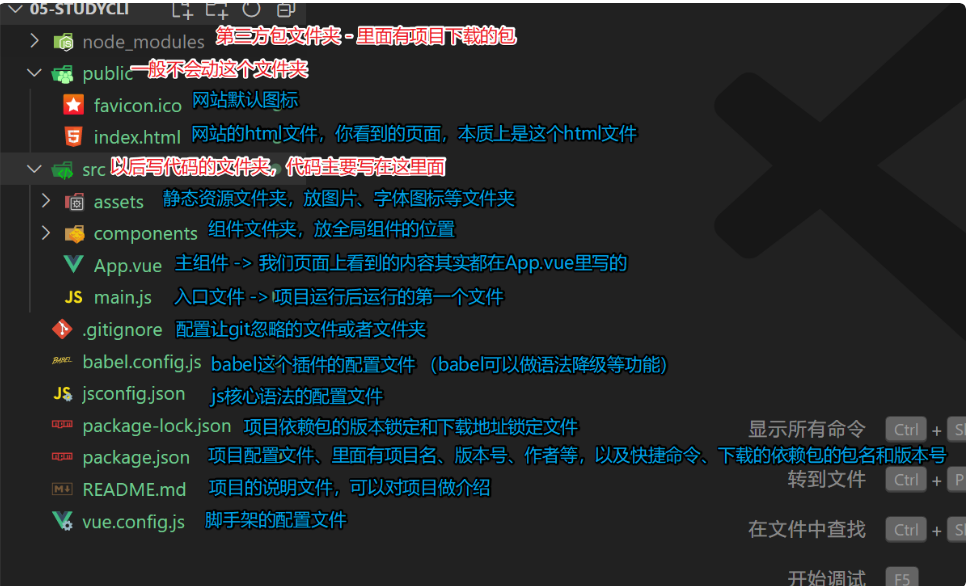 05-STUDYCLI
node_modules 第三方包文件夹 - 里面有项目下载的包
public 一般不会动这个文件夹
favicon.ico 网站默认图标
index.html 网站的html文件，你看到的页面，本质上是这个html文件
src 以后写代码的文件夹，代码主要写在这里面
assets 静态资源文件夹，放图片、字体图标等文件夹
components 组件文件夹，放全局组件的位置
App.vue 主组件 -> 我们页面上看到的内容其实都在App.vue里写的
JS main.js 入口文件 -> 项目运行后运行的第一个文件
.gitignore 配置让git忽略的文件或者文件夹
BABEL babel.config.js babel这个插件的配置文件 （babel可以做语法降级等功能）
JS jsconfig.json js核心语法的配置文件
package-lock.json 项目依赖包的版本锁定和下载地址锁定文件
显示所有命令 Ctrl +
package.json 项目配置文件、里面有项目名、版本号、作者等，以及快捷命令、下载的依赖包的包名和版本号
转到文件 Ctrl + P
README.md 项目的说明文件，可以对项目做介绍
vue.config.js 脚手架的配置文件
在文件中查找 Ctrl +
开始调试 F5